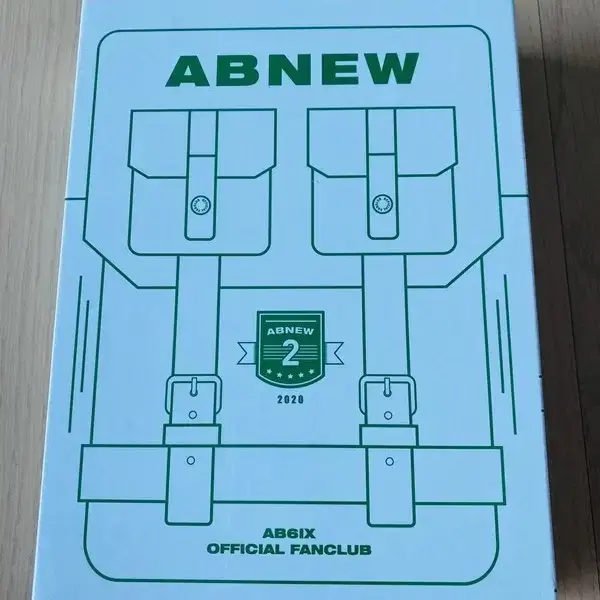 ABNEW
ABNEW
2
2020
AB6IX
OFFICIAL FANCLUB